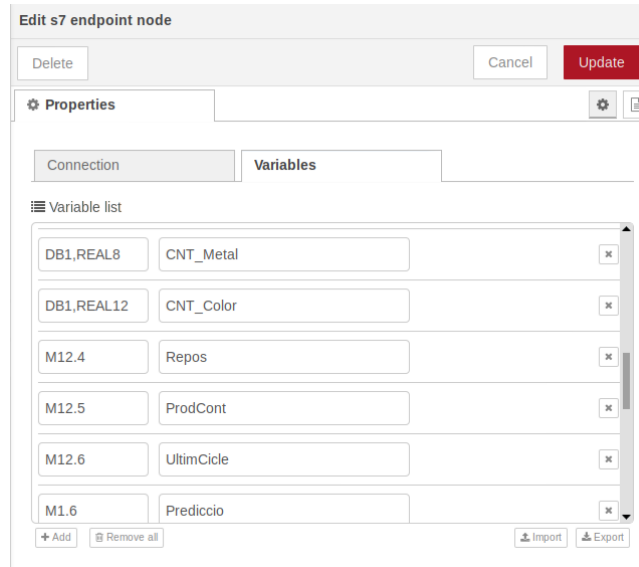 Edit s7 endpoint node
Delete
Cancel
Update
Properties
Connection
Variables
Variable list
DB1,REAL8
CNT_Metal
DB1,REAL12
CNT_Color
M12.4
Repos
M12.5
ProdCont
M12.6
UltimCicle
M1.6
Prediccio
Add
Remove all
Import
Export